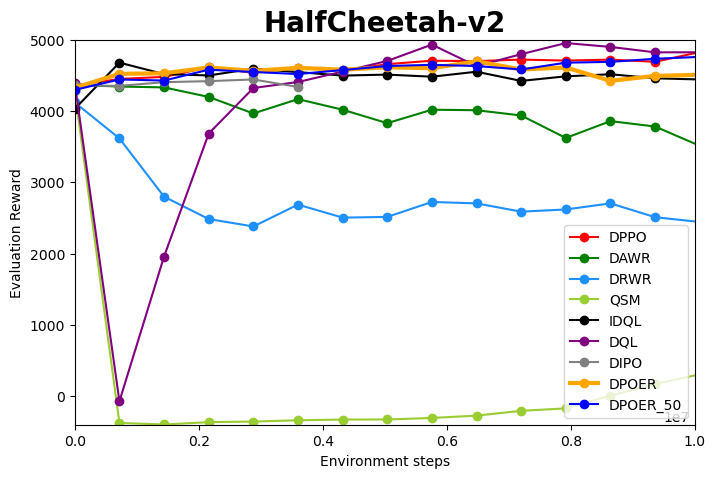 HalfCheetah-v2
5000
4000
3000
2000
1000
0
Evaluation Reward
DPPO
DAWR
DRWR
QSM
IDQL
DQL
DIPO
DPOER
DPOER_50
1e7
0.0 0.2 0.4 0.6 0.8 1.0
Environment steps